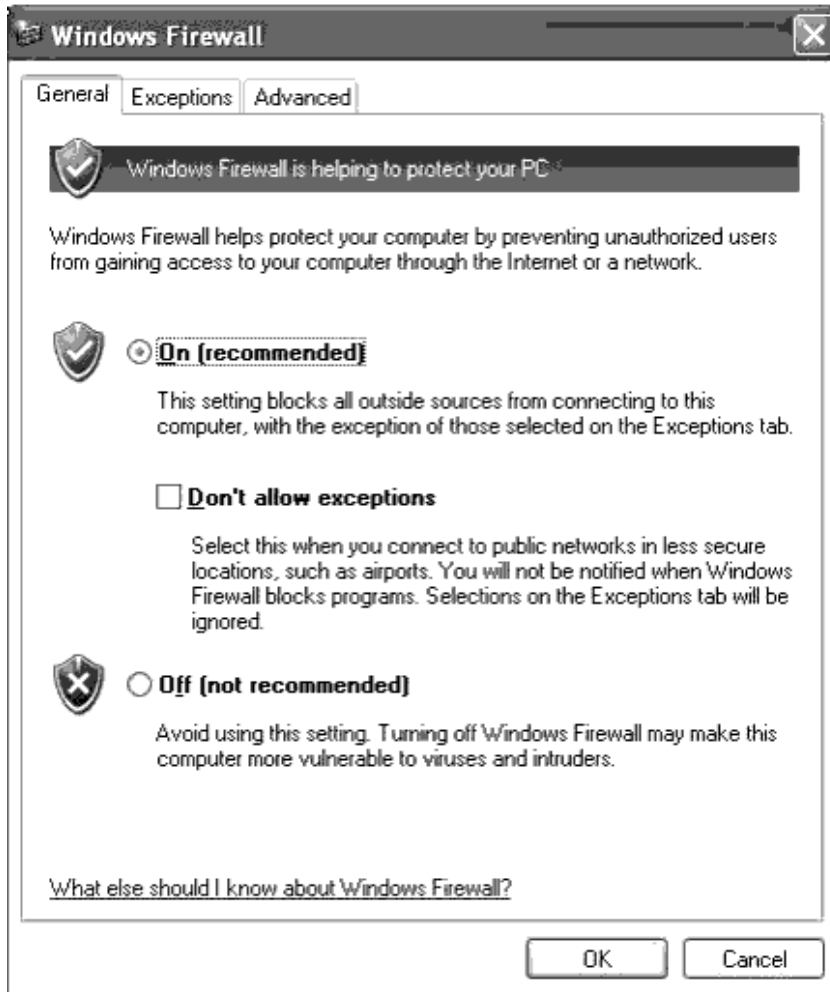 Windows Firewall
General Exceptions Advanced
Windows Firewall is helping to protect your PC
Windows Firewall helps protect your computer by preventing unauthorized users
from gaining access to your computer through the Internet or a network.
On (recommended)
This setting blocks all outside sources from connecting to this
computer, with the exception of those selected on the Exceptions tab.
Don't allow exceptions
Select this when you connect to public networks in less secure
locations, such as airports. You will not be notified when Windows
Firewall blocks programs. Selections on the Exceptions tab will be
ignored.
Off (not recommended)
Avoid using this setting. Turning off Windows Firewall may make this
computer more vulnerable to viruses and intruders.
What else should I know about Windows Firewall?
OK Cancel